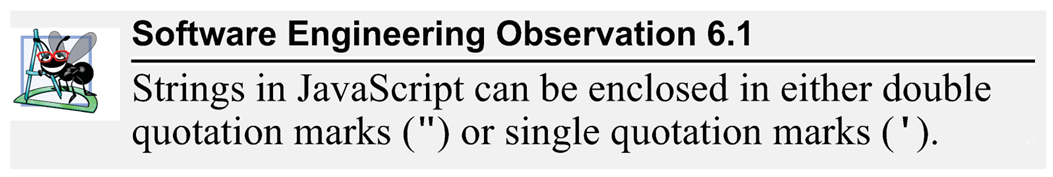 Software Engineering Observation 6.1
Strings in JavaScript can be enclosed in either double
quotation marks (") or single quotation marks (').